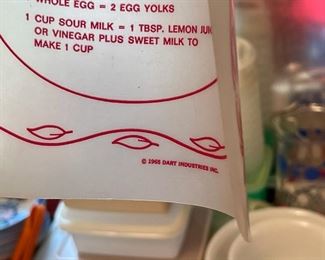 WHOLE EGG = 2 EGG YOLKS
1 CUP SOUR MILK = 1 TBSP. LEMON JUI
OR VINEGAR PLUS SWEET MILK TO
MAKE 1 CUP
© 1965 DART INDUSTRIES INC.